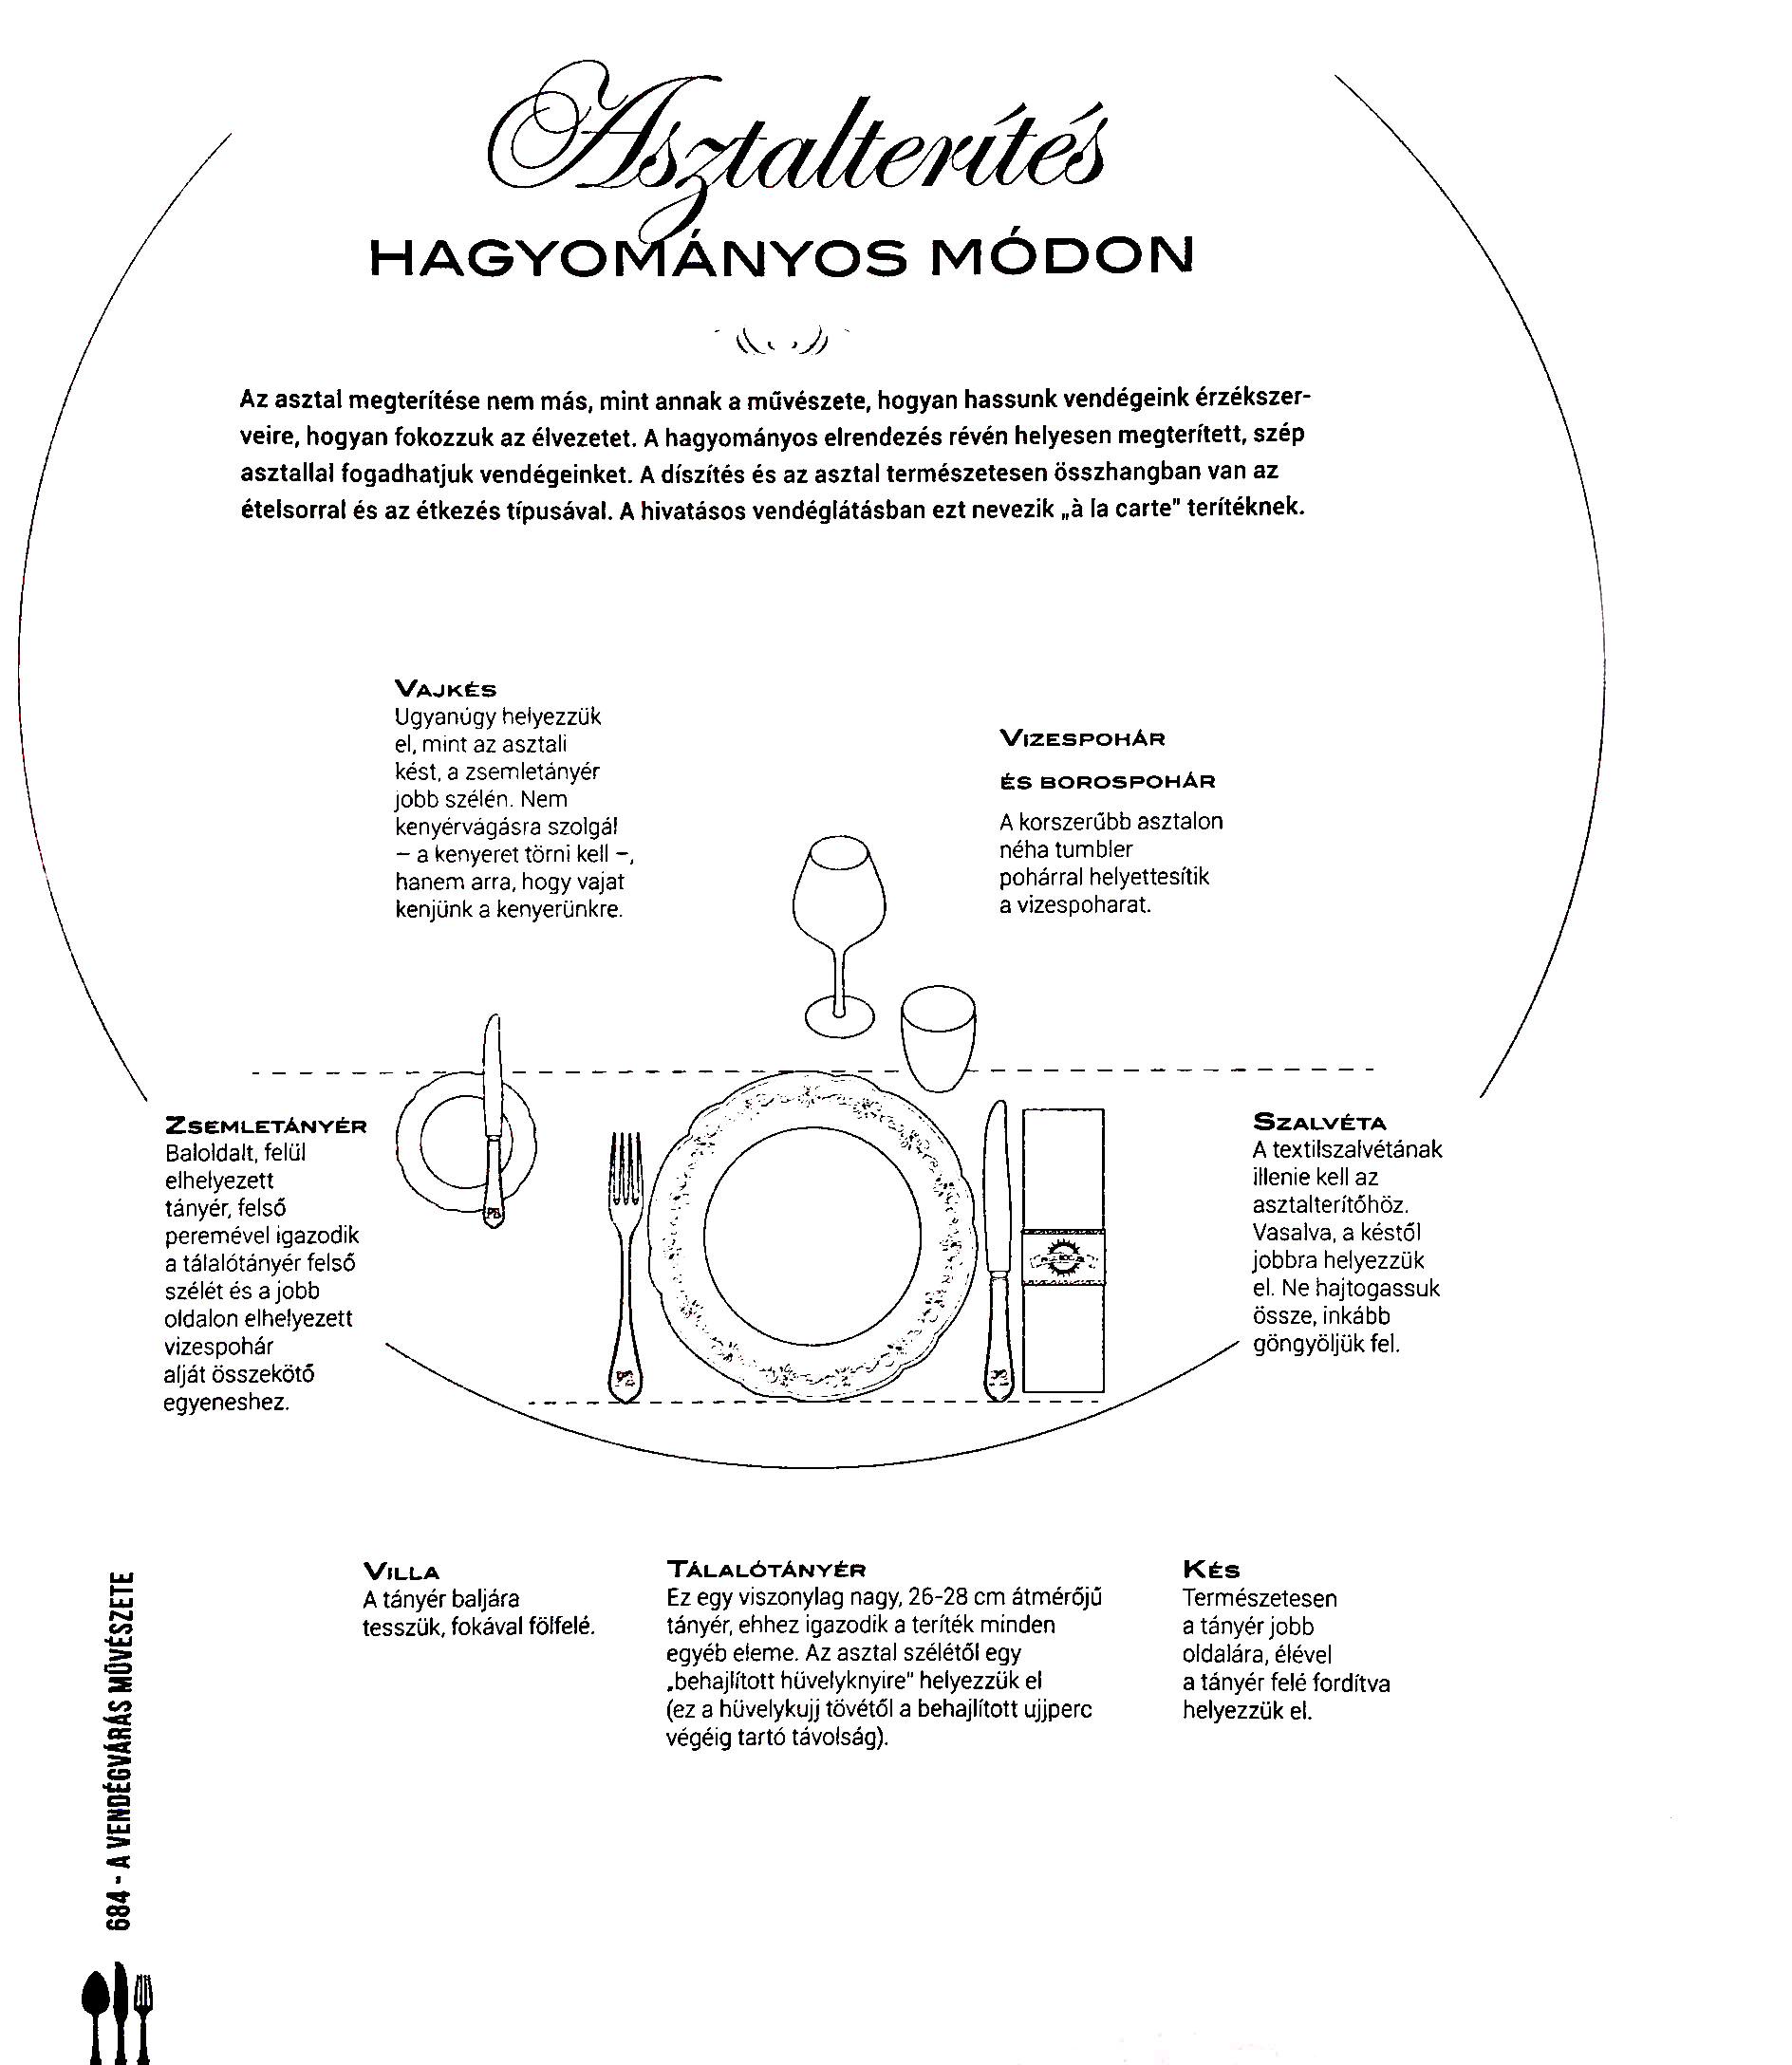 Asztalterítés
HAGYOMÁNYOS MÓDON
Az asztal megterítése nem más, mint annak a művészete, hogyan hassunk vendégeink érzékszer-
veire, hogyan fokozzuk az élvezetet. A hagyományos elrendezés révén helyesen megterített, szép
asztallal fogadhatjuk vendégeinket. A díszítés és az asztal természetesen összhangban van az
ételsorral és az étkezés típusával. A hivatásos vendéglátásban ezt nevezik „à la carte" terítéknek.
VAJKÉS
Ugyanúgy helyezzük
el, mint az asztali
kést, a zsemletányér
jobb szélén. Nem
kenyérvágásra szolgál
– a kenyeret törni kell –,
hanem arra, hogy vajat
kenjünk a kenyerünkre.
VIZESPOHÁR
ÉS BOROSPOHÁR
A korszerűbb asztalon
néha tumbler
pohárral helyettesítik
a vizespoharat.
ZSEMLETÁNYÉR
Baloldalt, felül
elhelyezett
tányér, felső
peremével igazodik
a tálalótányér felső
szélét és a jobb
oldalon elhelyezett
vizespohár
alját összekötő
egyeneshez.
SZALVÉTA
A textilszalvétának
illenie kell az
asztalterítőhöz.
Vasalva, a késtől
jobbra helyezzük
el. Ne hajtogassuk
össze, inkább
göngyöljük fel.
VILLA
A tányér baljára
tesszük, fokával fölfelé.
TÁLALÓTÁNYÉR
Ez egy viszonylag nagy, 26-28 cm átmérőjű
tányér, ehhez igazodik a teríték minden
egyéb eleme. Az asztal szélétől egy
„behajlított hüvelyknyire" helyezzük el
(ez a hüvelykujj tövétől a behajlított ujjperc
végéig tartó távolság).
KÉS
Természetesen
a tányér jobb
oldalára, élével
a tányér felé fordítva
helyezzük el.
684 - A VENDÉGVÁRÁS MŰVÉSZETE